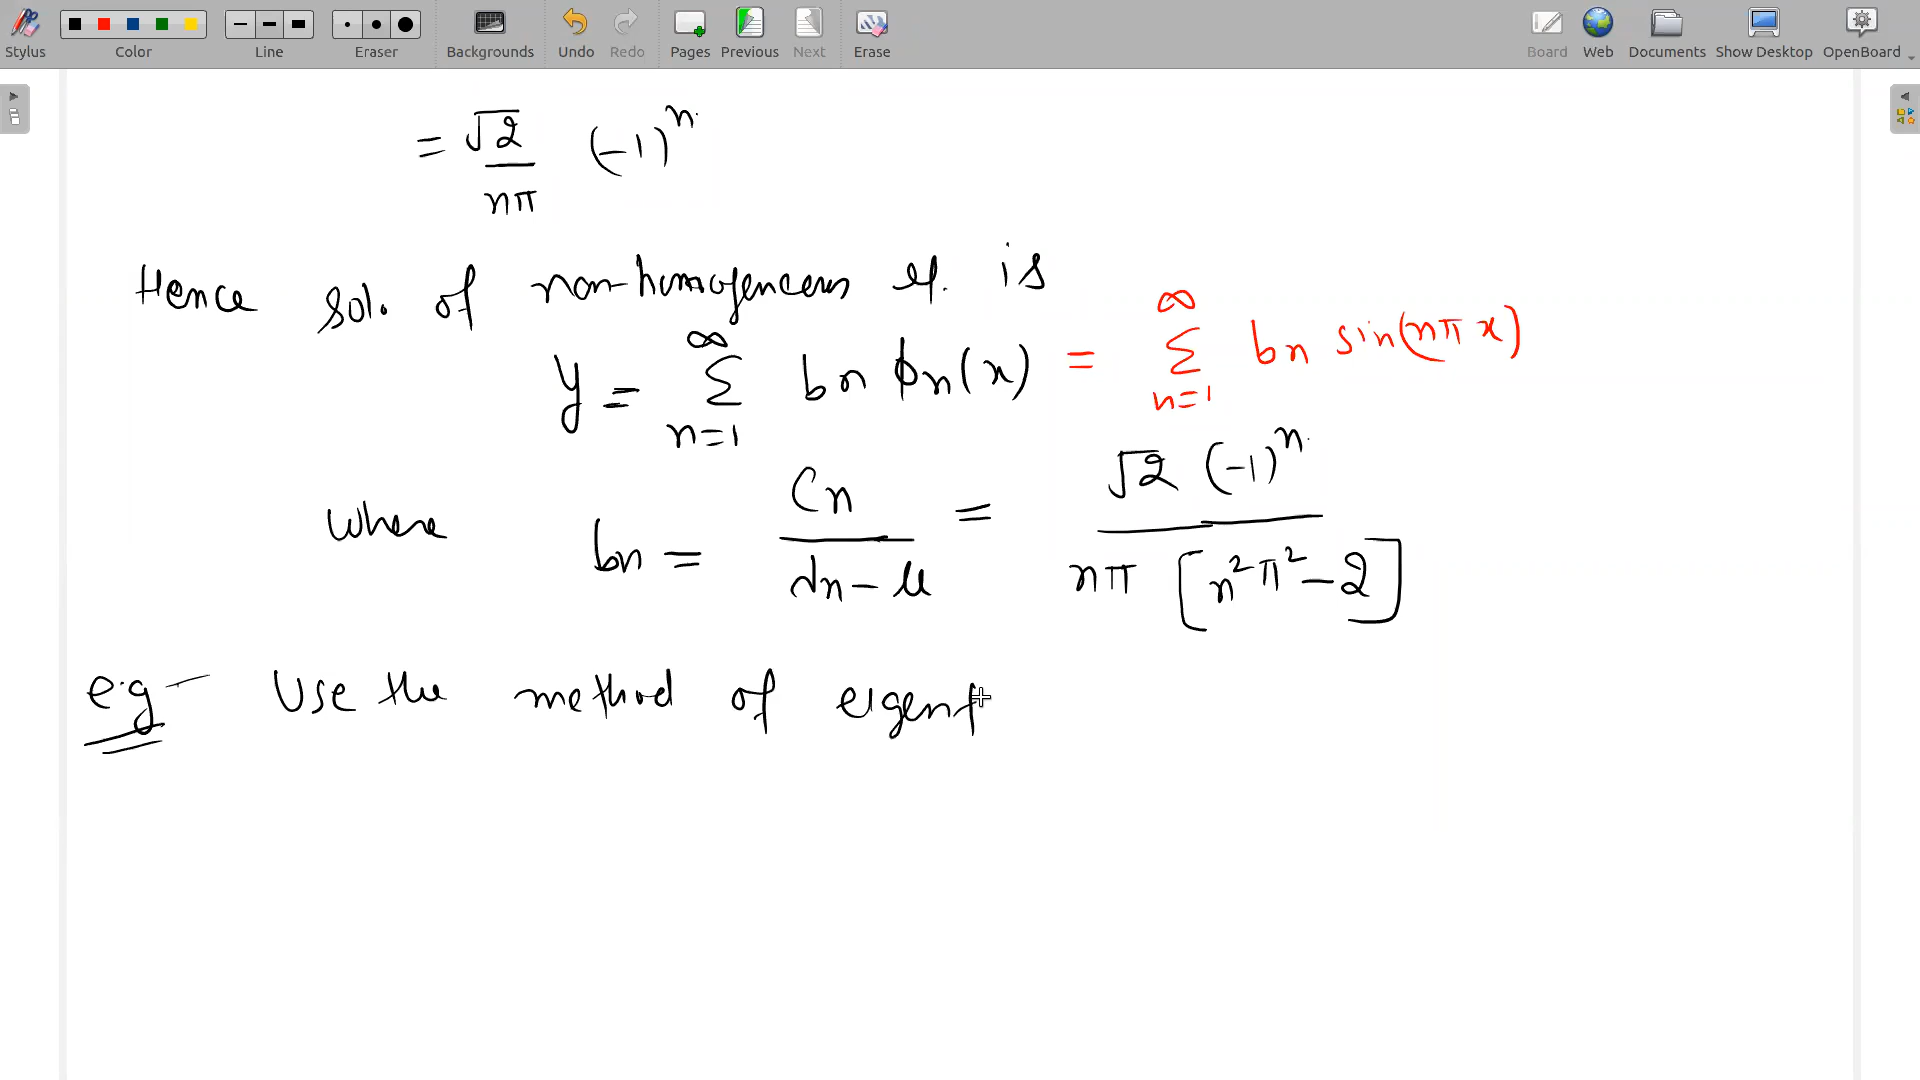 Stylus Color Line Eraser Backgrounds Undo Redo Pages Previous Next Erase Board Web Documents Show Desktop OpenBoard
= √2/nπ (-1)^n
Hence sol. of non-homogeneous eq. is
y = ∑_{n=1}^{∞} bn ϕn(x) = ∑_{n=1}^{∞} bn sin(nπx)
where bn = Cn/(λn-μ) = √2 (-1)^n / nπ [n²π²-2]
e.g- Use the method of eigenf